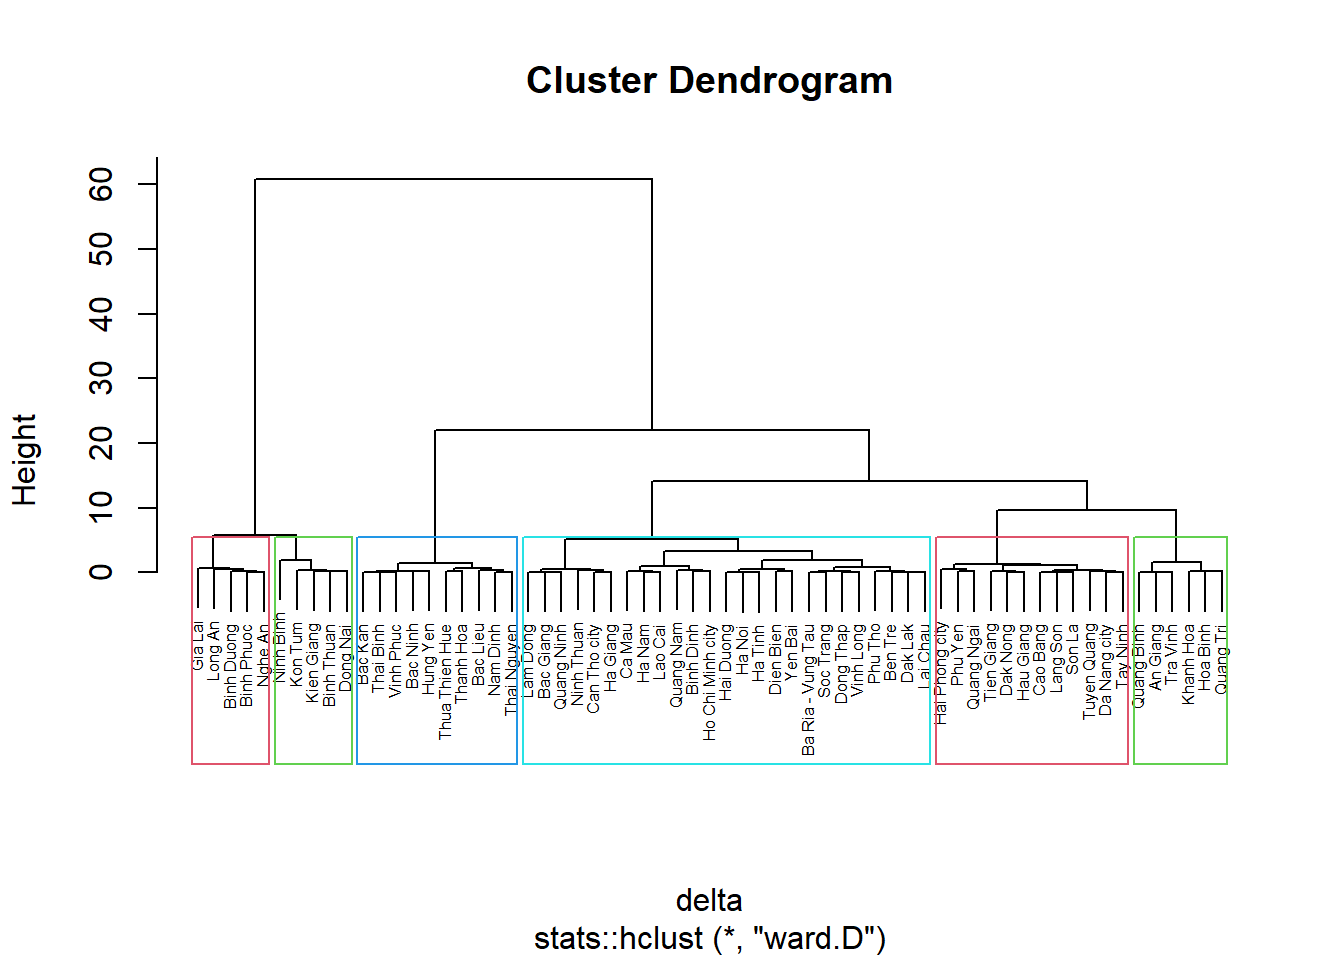 Cluster Dendrogram
Height
60
50
40
30
20
10
0
Gia Lai
Long An
Binh Duong
Binh Phuoc
Nghe An
Ninh Binh
Kon Tum
Kien Giang
Binh Thuan
Dong Nai
Bac Kan
Thai Binh
Vinh Phuc
Bac Ninh
Hung Yen
Thua Thien Hue
Thanh Hoa
Bac Lieu
Nam Dinh
Thai Nguyen
Lam Dong
Bac Giang
Quang Ninh
Ninh Thuan
Can Tho city
Ha Giang
Ca Mau
Ha Nam
Lao Cai
Quang Nam
Binh Dinh
Ho Chi Minh city
Hai Duong
Ha Noi
Ha Tinh
Dien Bien
Yen Bai
Ba Ria - Vung Tau
Soc Trang
Dong Thap
Vinh Long
Phu Tho
Ben Tre
Dak Lak
Lai Chau
Hai Phong city
Phu Yen
Quang Ngai
Tien Giang
Dak Nong
Hau Giang
Cao Bang
Lang Son
Son La
Tuyen Quang
Da Nang city
Tay Ninh
Quang Binh
An Giang
Tra Vinh
Khanh Hoa
Hoa Binh
Quang Tri
delta
stats::hclust (*, "ward.D")